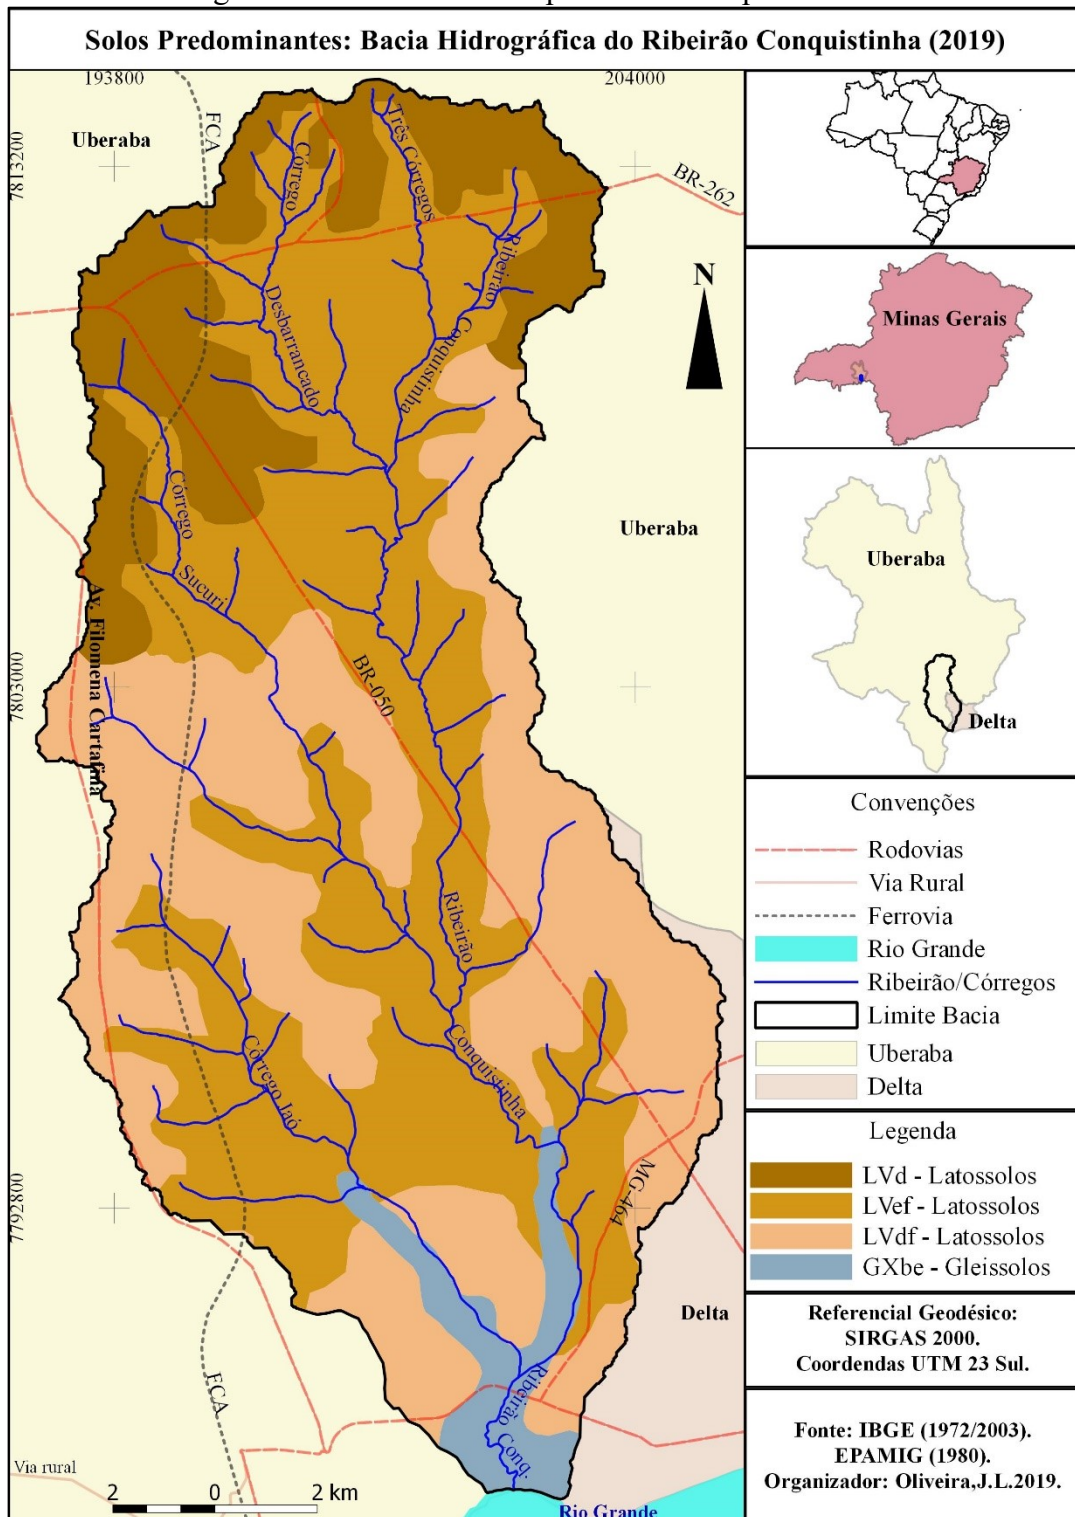 Solos Predominantes: Bacia Hidrográfica do Ribeirão Conquistinha (2019)
193800
204000
7813200
7803000
7792800
Uberaba
FCA
Córrego
Três Córregos
BR-262
Ribeirão
Desbarrancado
Conquistinha
N
Córrego
Sucuri
Uberaba
Av. Filomena Cartafina
BR-050
Ribeirão
Conquistinha
Córrego Jaó
MG-464
Delta
FCA
Ribeirão
Conq.
Via rural
2 0 2 km
Rio Grande
Minas Gerais
Uberaba
Delta
Convenções
Rodovias
Via Rural
Ferrovia
Rio Grande
Ribeirão/Córregos
Limite Bacia
Uberaba
Delta
Legenda
LVd - Latossolos
LVef - Latossolos
LVdf - Latossolos
GXbe - Gleissolos
Referencial Geodésico:
SIRGAS 2000.
Coordendas UTM 23 Sul.
Fonte: IBGE (1972/2003).
EPAMIG (1980).
Organizador: Oliveira,J.L.2019.